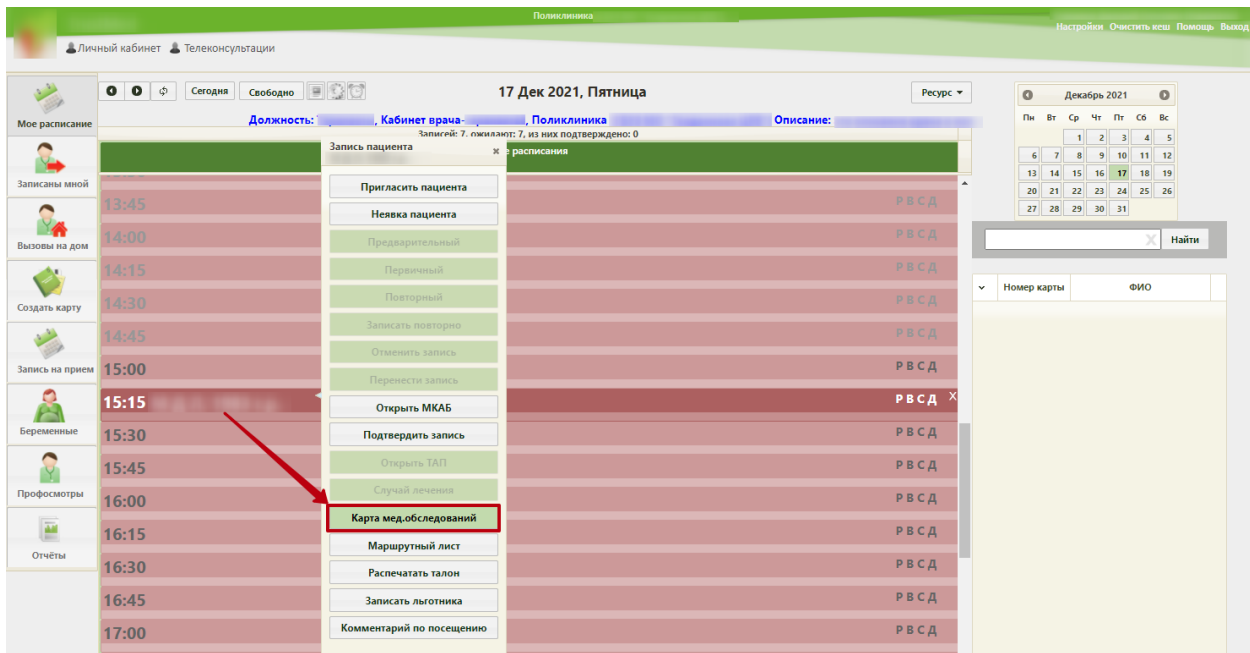 Поликлиника
Настройки Очистить кеш Помощь Выход
Личный кабинет Телеконсультации
Мое расписание
Записаны мной
Вызовы на дом
Создать карту
Запись на прием
Беременные
Профосмотры
Отчёты
Сегодня Свободно 17 Дек 2021, Пятница Ресурс
Должность: , Кабинет врача- , Поликлиника Описание:
Записей: 7, ожидают: 7, из них подтверждено: 0
е расписания
13:45 Р В С Д
14:00 Р В С Д
14:15 Р В С Д
14:30 Р В С Д
14:45 Р В С Д
15:00 Р В С Д
15:15 Р В С Д X
15:30 Р В С Д
15:45 Р В С Д
16:00 Р В С Д
16:15 Р В С Д
16:30 Р В С Д
16:45 Р В С Д
17:00 Р В С Д
Запись пациента
Пригласить пациента
Неявка пациента
Предварительный
Первичный
Повторный
Записать повторно
Отменить запись
Перенести запись
Открыть МКАБ
Подтвердить запись
Открыть ТАП
Случай лечения
Карта мед.обследований
Маршрутный лист
Распечатать талон
Записать льготника
Комментарий по посещению
Декабрь 2021
Пн Вт Ср Чт Пт Сб Вс
1 2 3 4 5
6 7 8 9 10 11 12
13 14 15 16 17 18 19
20 21 22 23 24 25 26
27 28 29 30 31
Найти
Номер карты ФИО